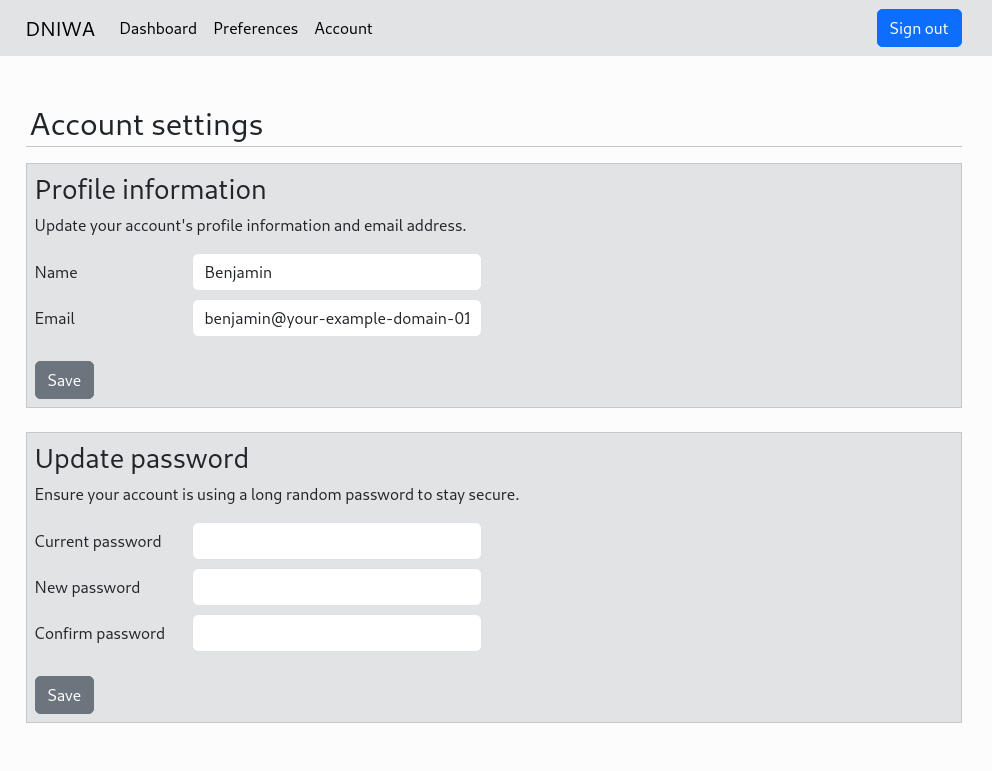 DNIWA Dashboard Preferences Account Sign out
Account settings
Profile information
Update your account's profile information and email address.
Name Benjamin
Email benjamin@your-example-domain-01
Save
Update password
Ensure your account is using a long random password to stay secure.
Current password
New password
Confirm password
Save